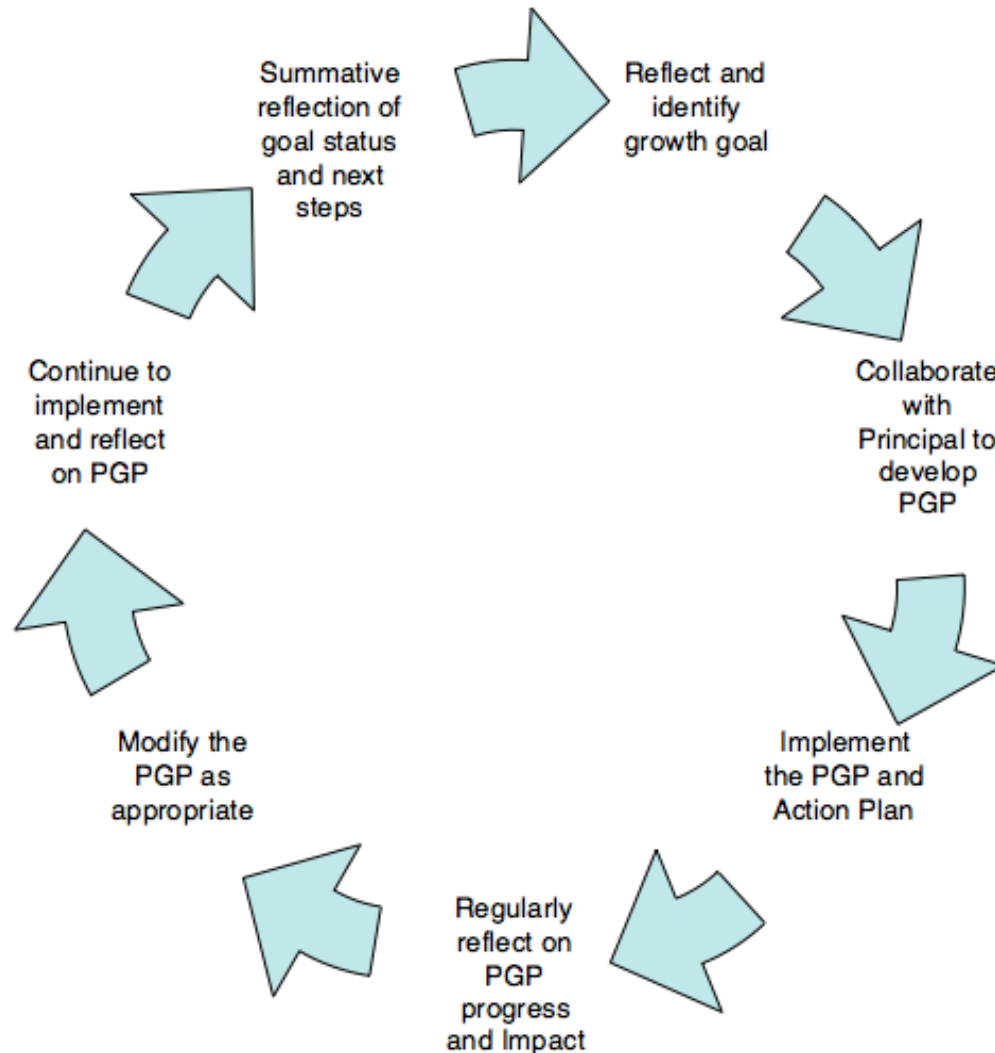 Reflect and
identify
growth goal
Collaborate
with
Principal to
develop
PGP
Implement
the PGP and
Action Plan
Regularly
reflect on
PGP
progress
and Impact
Modify the
PGP as
appropriate
Continue to
implement
and reflect
on PGP
Summative
reflection of
goal status
and next
steps